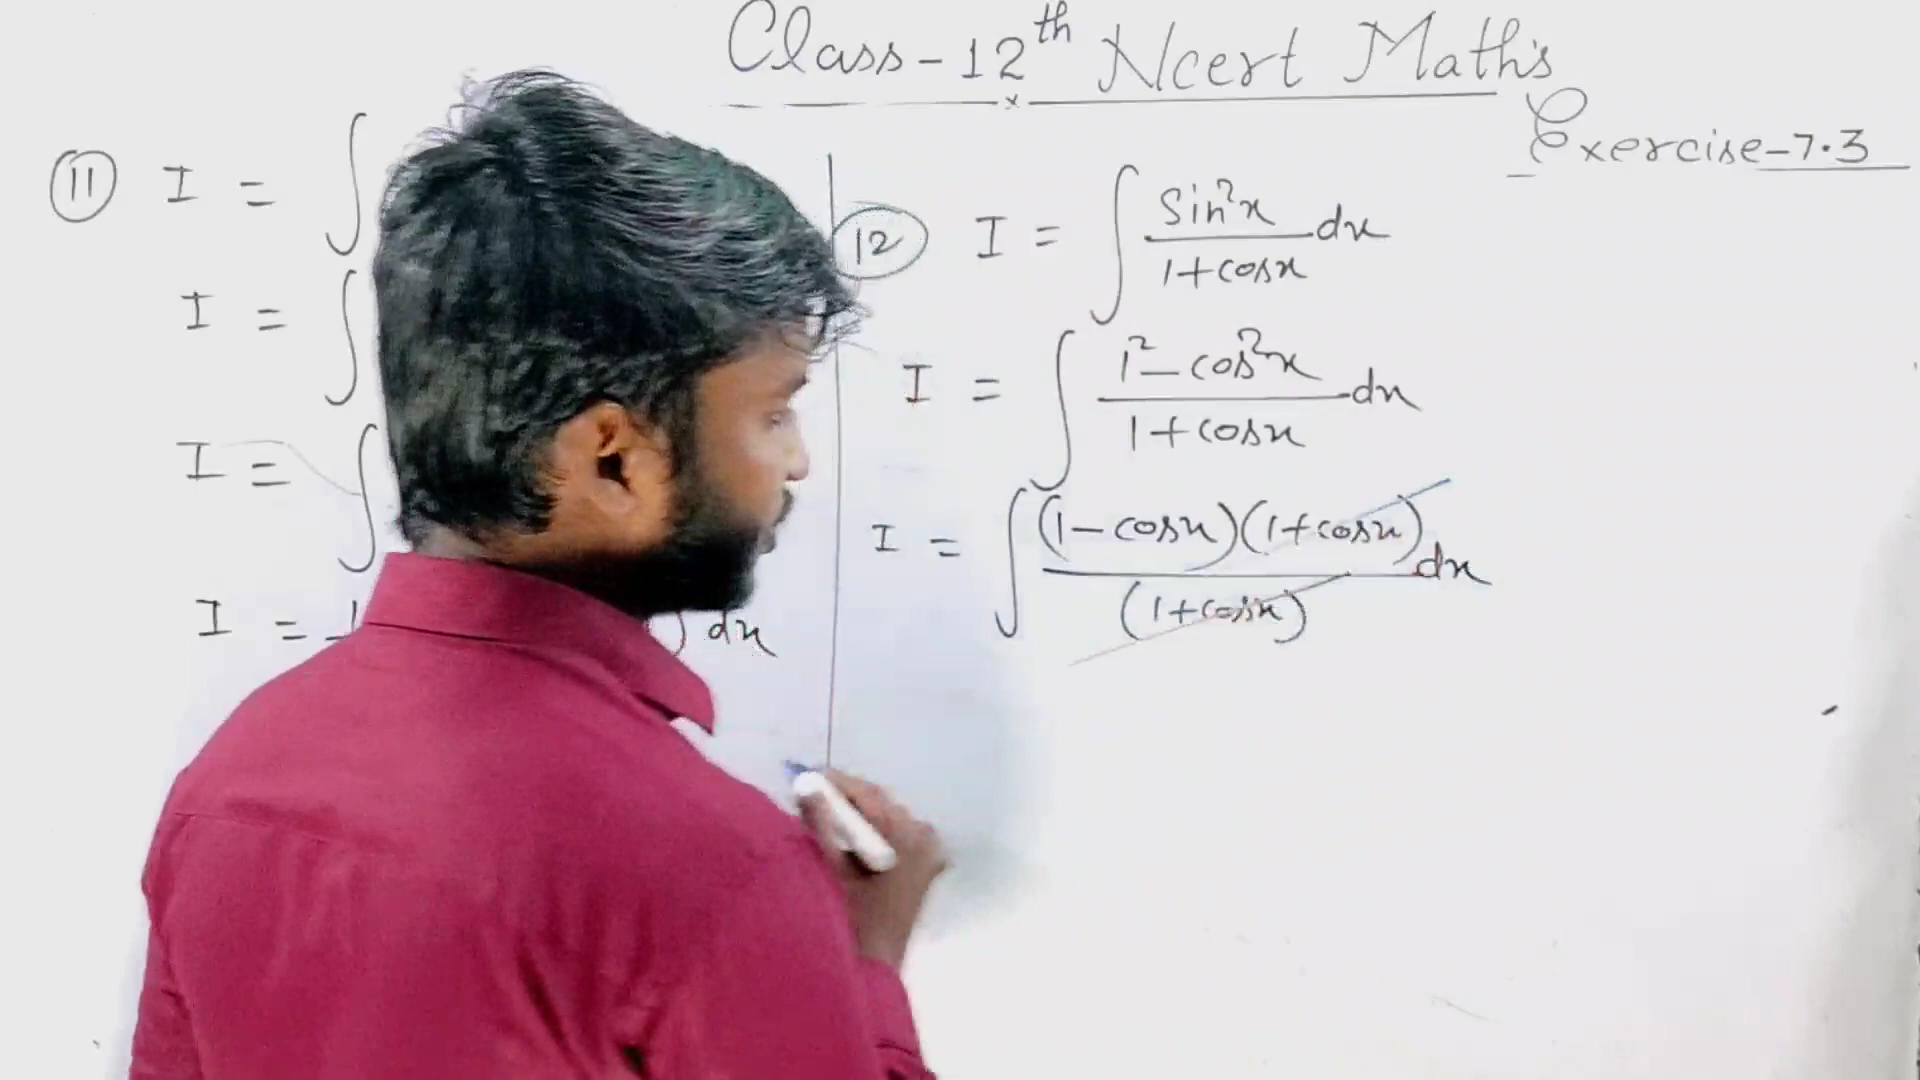 Class-12th Ncert Math's
Exercise-7.3
(11) I = ∫
I = ∫
I = ∫
I = dx
(12) I = ∫ sin²x/1+cosx dx
I = ∫ 1²-cos²x/1+cosx dx
I = ∫ (1-cosx)(1+cosx)/(1+cosx) dx